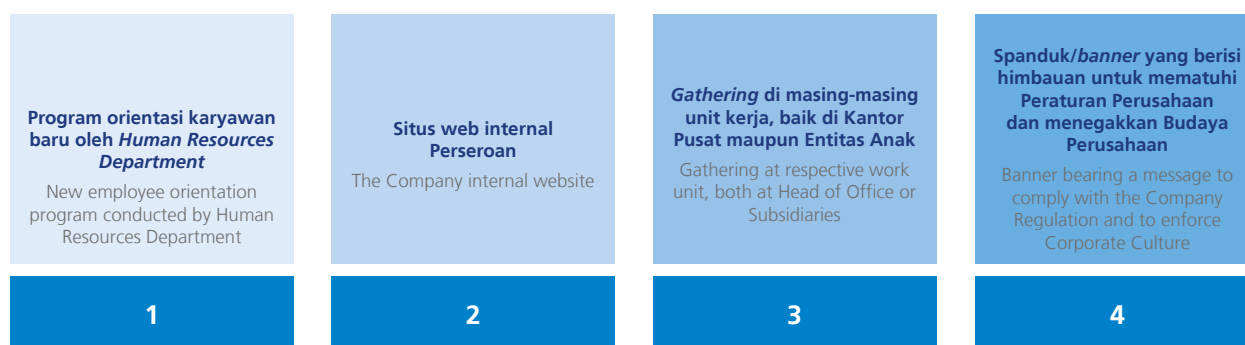 Program orientasi karyawan
baru oleh Human Resources
Department
New employee orientation
program conducted by Human
Resources Department
1
Situs web internal
Perseroan
The Company internal website
2
Gathering di masing-masing
unit kerja, baik di Kantor
Pusat maupun Entitas Anak
Gathering at respective work
unit, both at Head of Office or
Subsidiaries
3
Spanduk/banner yang berisi
himbauan untuk mematuhi
Peraturan Perusahaan
dan menegakkan Budaya
Perusahaan
Banner bearing a message to
comply with the Company
Regulation and to enforce
Corporate Culture
4